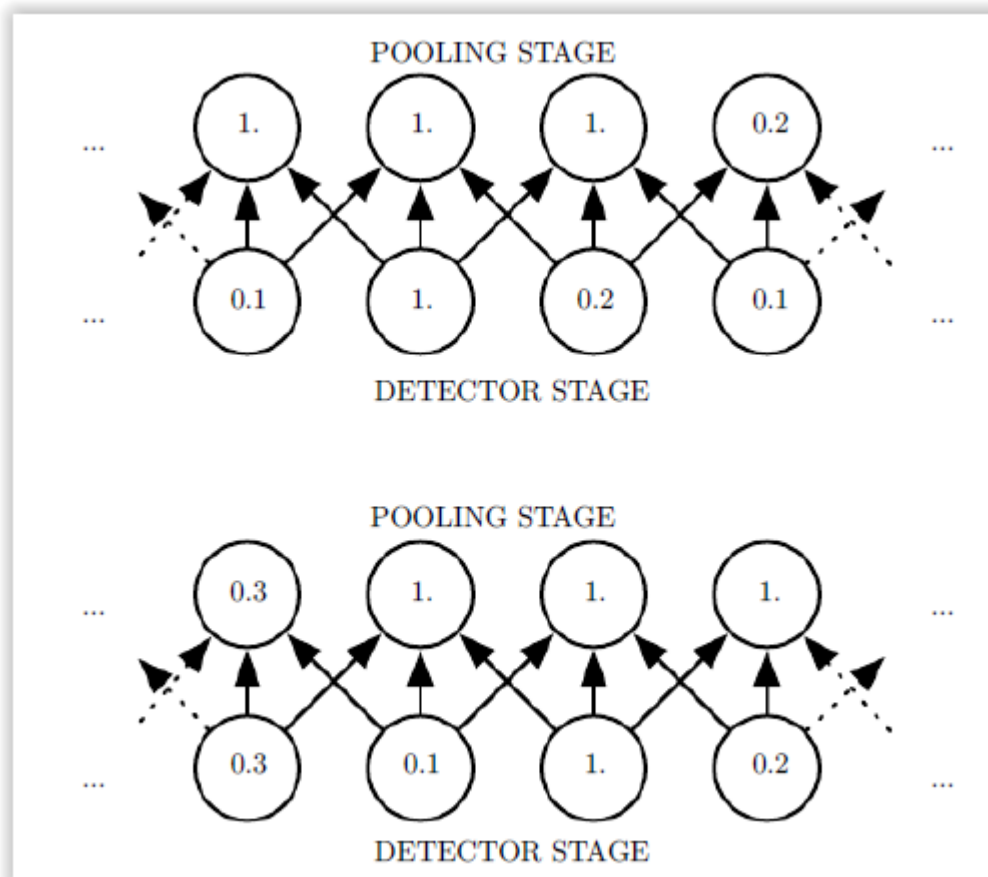 POOLING STAGE
... 1. 1. 1. 0.2 ...
... 0.1 1. 0.2 0.1 ...
DETECTOR STAGE
POOLING STAGE
... 0.3 1. 1. 1. ...
... 0.3 0.1 1. 0.2 ...
DETECTOR STAGE